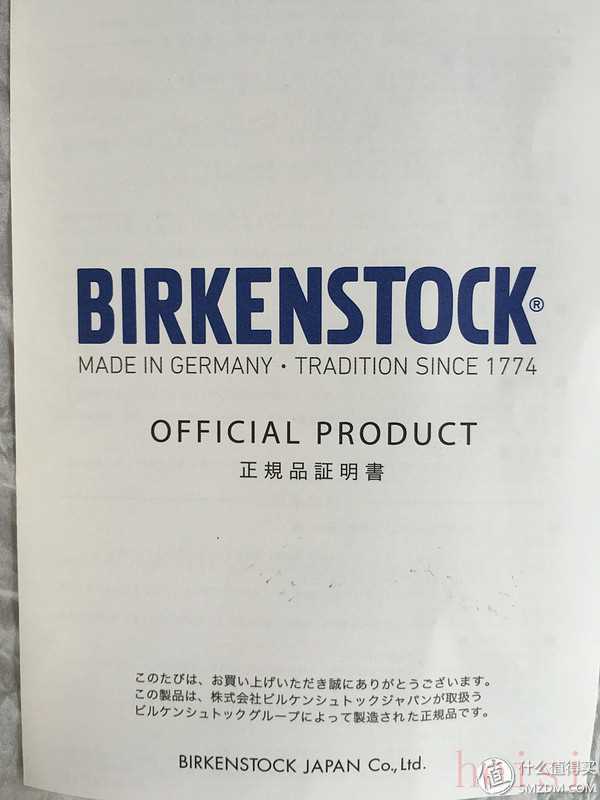 BIRKENSTOCK®
MADE IN GERMANY · TRADITION SINCE 1774
OFFICIAL PRODUCT
正規品証明書
このたびは、お買い上げいただき誠にありがとうございます。
この製品は、株式会社ビルケンシュトックジャパンが取扱う
ビルケンシュトックグループによって製造された正規品です。
BIRKENSTOCK JAPAN Co., Ltd.
值 什么值得买
SMZDM.COM